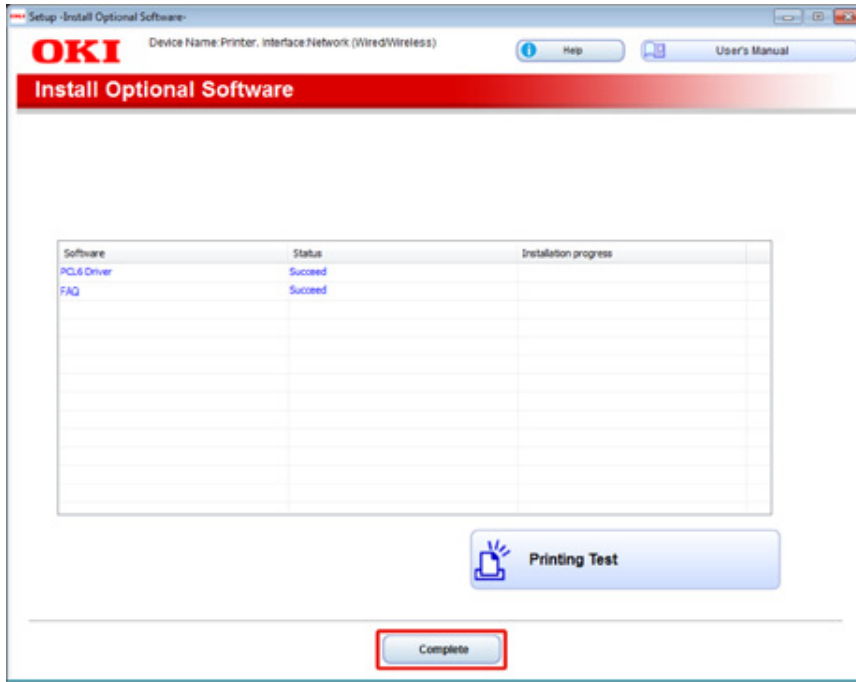 Setup -Install Optional Software-
OKI
Device Name:Printer, Interface:Network (Wired/Wireless)
Help
User's Manual
Install Optional Software
Software Status Installation progress
PCL6 Driver Succeed
FAQ Succeed
Printing Test
Complete